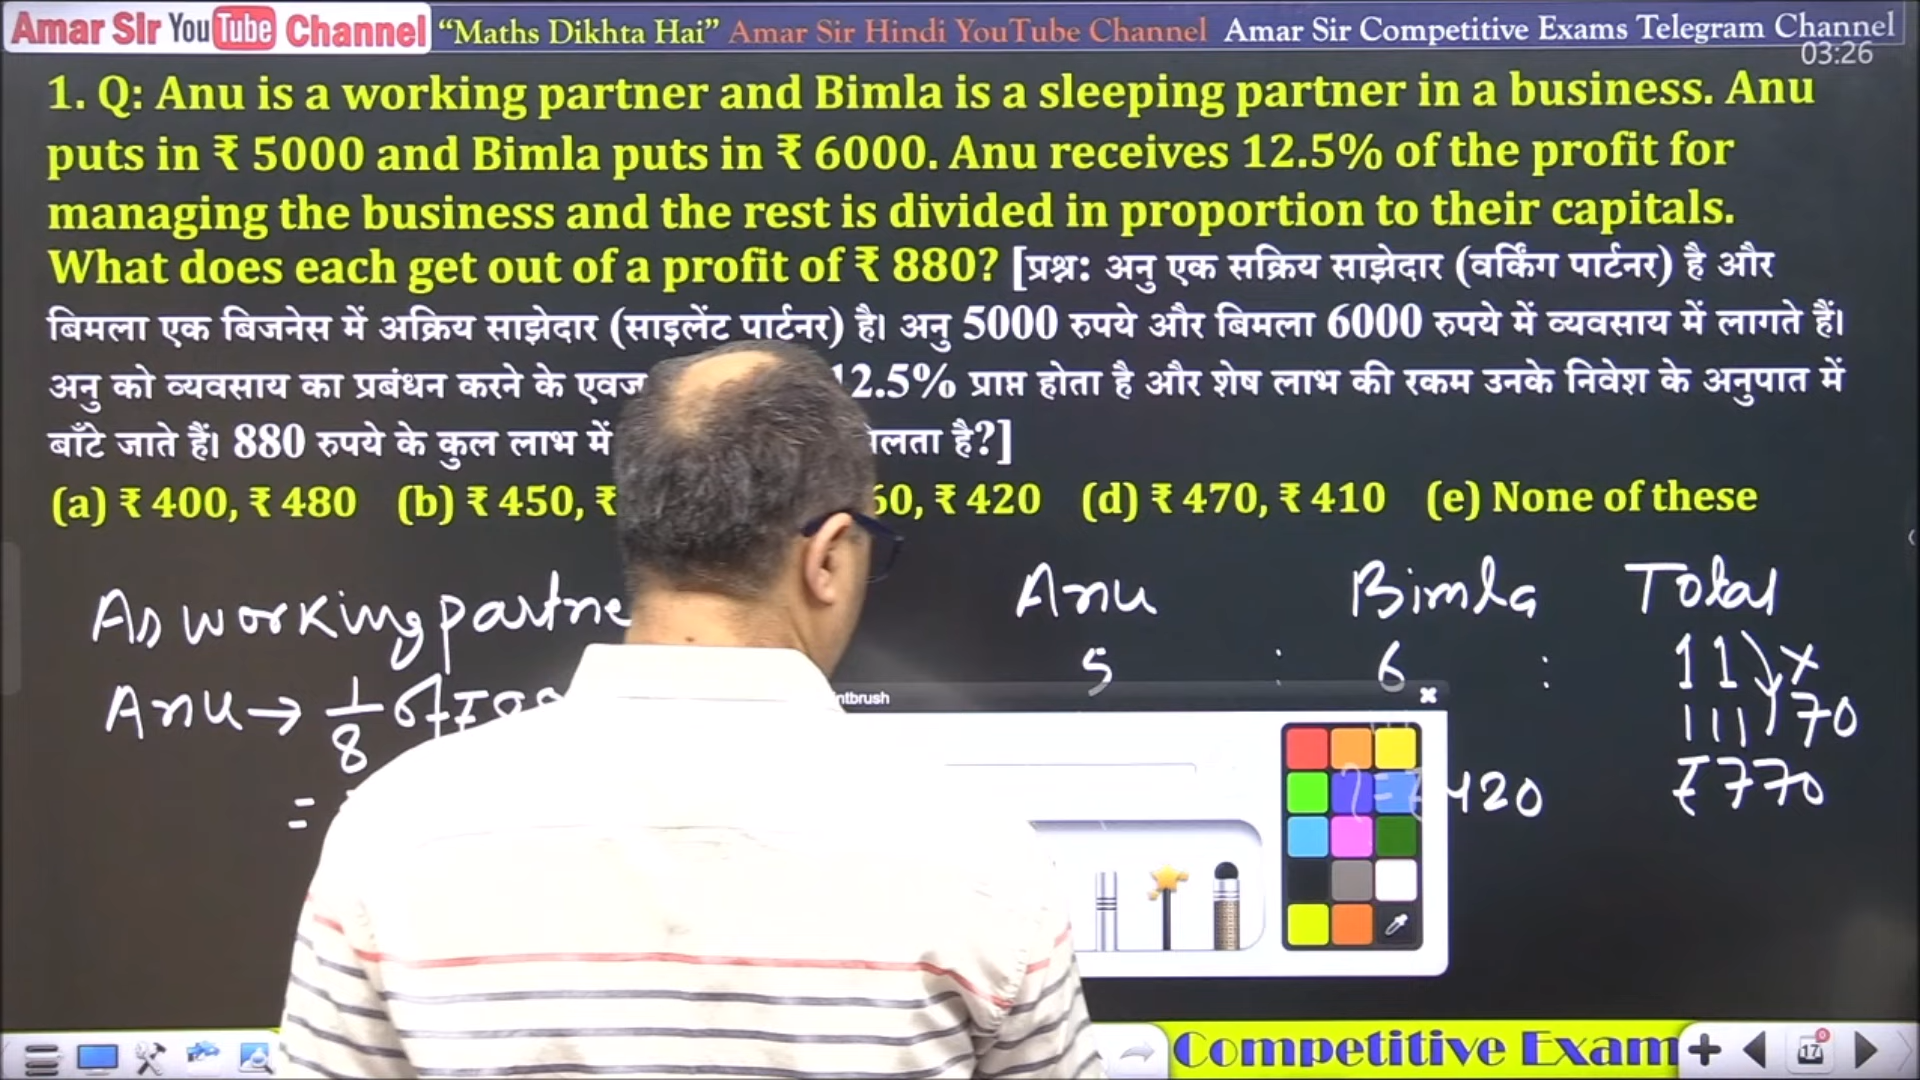 Amar Sir YouTube Channel "Maths Dikhta Hai" Amar Sir Hindi YouTube Channel Amar Sir Competitive Exams Telegram Channel
03:26
1. Q: Anu is a working partner and Bimla is a sleeping partner in a business. Anu
puts in ₹ 5000 and Bimla puts in ₹ 6000. Anu receives 12.5% of the profit for
managing the business and the rest is divided in proportion to their capitals.
What does each get out of a profit of ₹ 880? [प्रश्न: अनु एक सक्रिय साझेदार (वर्किंग पार्टनर) है और
बिमला एक बिजनेस में अक्रिय साझेदार (साइलेंट पार्टनर) है। अनु 5000 रुपये और बिमला 6000 रुपये में व्यवसाय में लागते हैं।
अनु को व्यवसाय का प्रबंधन करने के एवज 12.5% प्राप्त होता है और शेष लाभ की रकम उनके निवेश के अनुपात में
बाँटे जाते हैं। 880 रुपये के कुल लाभ में है?]
(a) ₹ 400, ₹ 480 (b) ₹ 450, ₹ 60, ₹ 420 (d) ₹ 470, ₹ 410 (e) None of these
As working Anu Bimla Total
5 : 6 : 11 ×
Anu → 1/8 of 70
= 420 ₹770
Competitive Exam
17